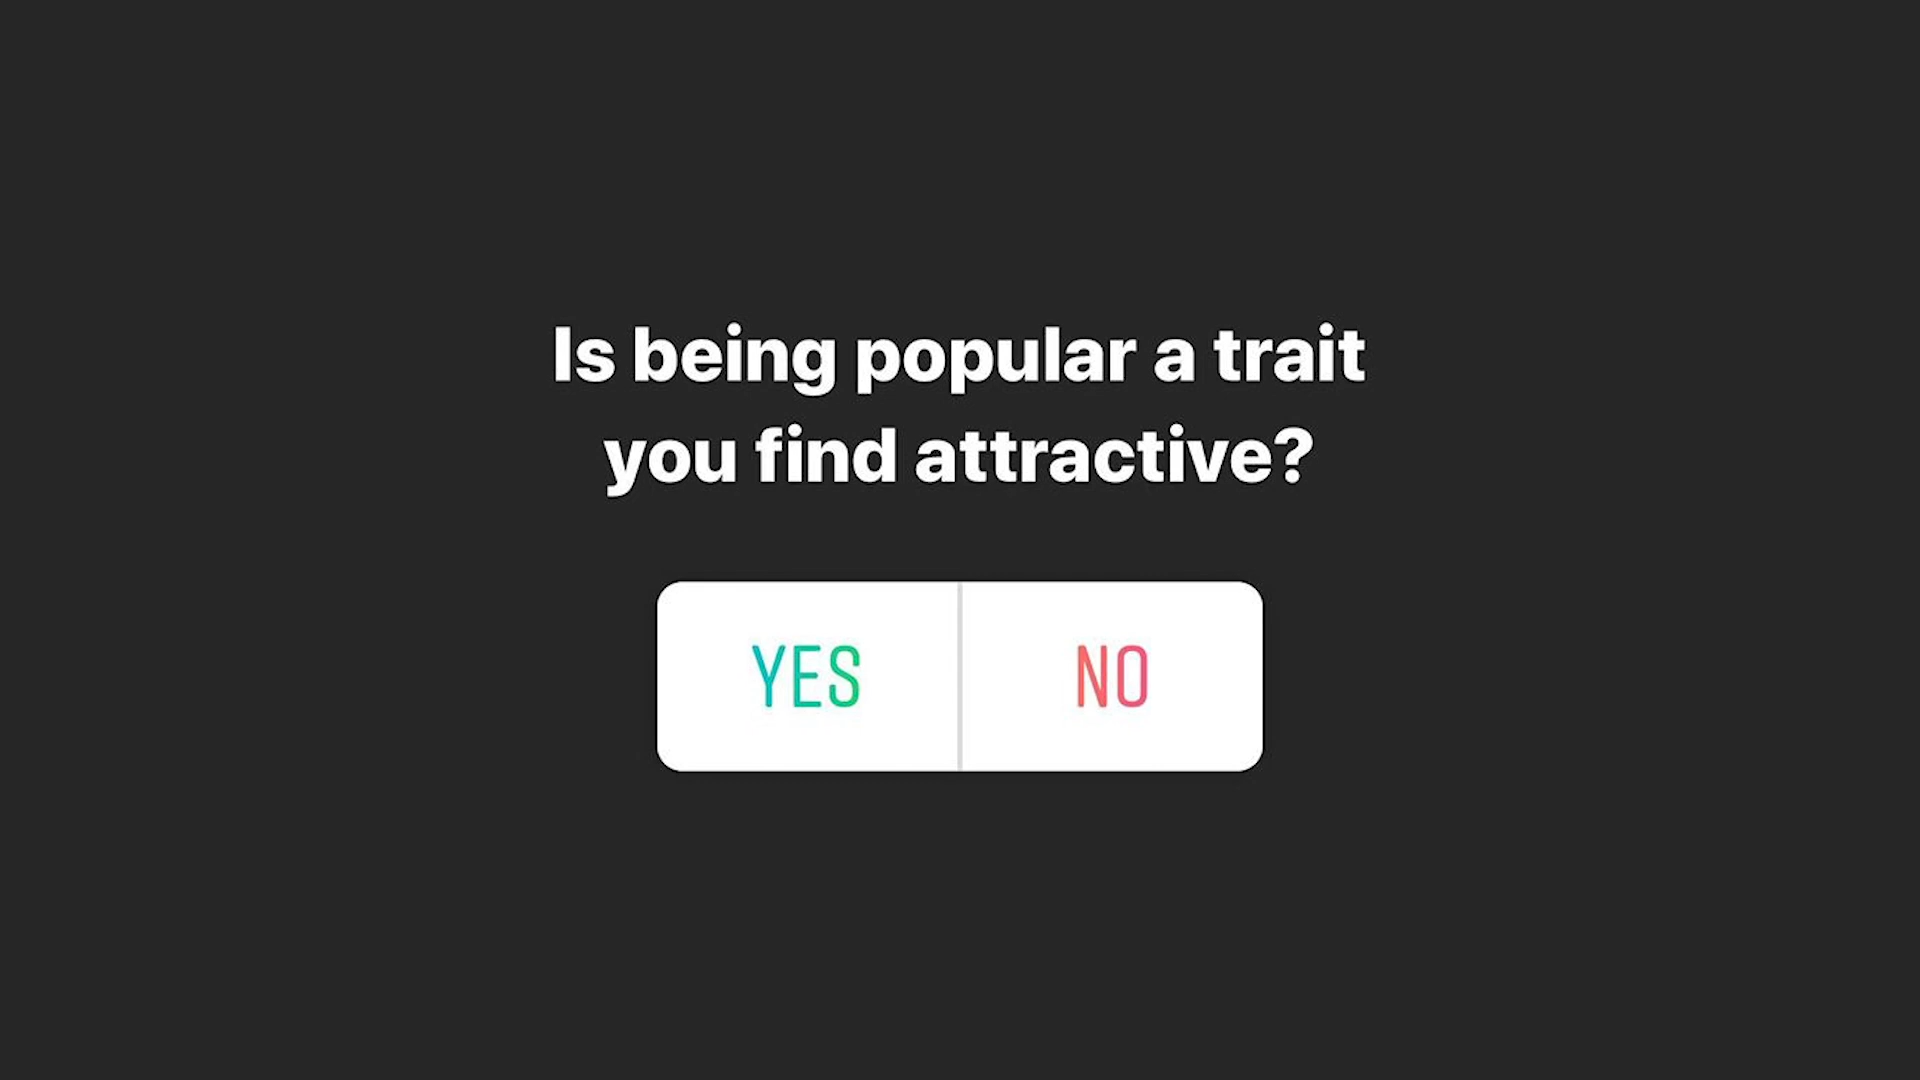 Is being popular a trait
you find attractive?
YES NO